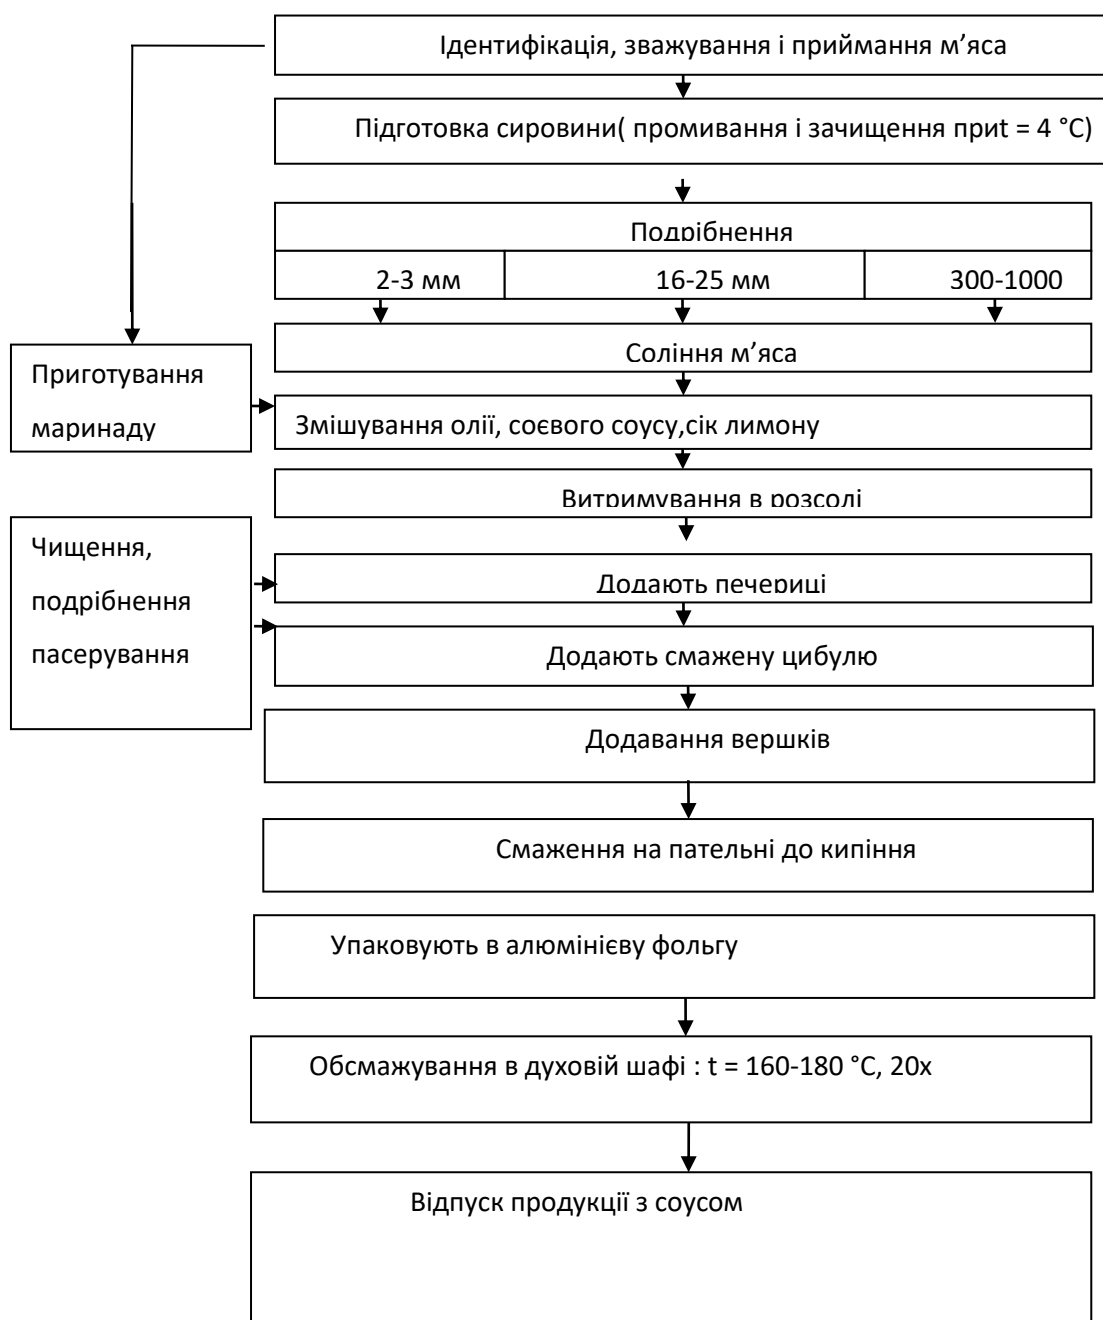 Ідентифікація, зважування і приймання м’яса
Підготовка сировини( промивання і зачищення приt = 4 °С)
Подрібнення
2-3 мм
16-25 мм
300-1000
Соління м’яса
Приготування
маринаду
Змішування олії, соєвого соусу,сік лимону
Витримування в розсолі
Чищення,
подрібнення
пасерування
Додають печериці
Додають смажену цибулю
Додавання вершків
Смаження на пательні до кипіння
Упаковують в алюмінієву фольгу
Обсмажування в духовій шафі : t = 160-180 °С, 20х
Відпуск продукції з соусом